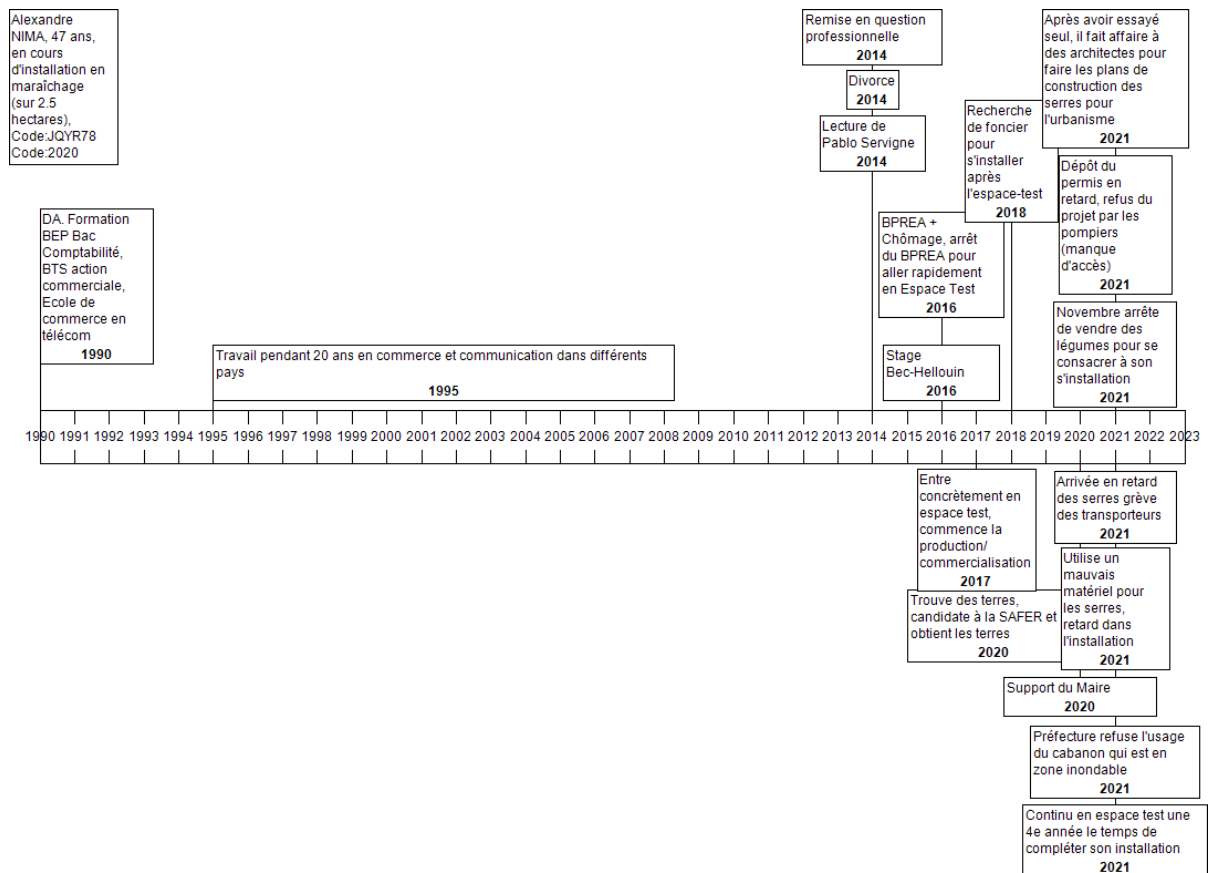 Alexandre
NIMA, 47 ans,
en cours
d'installation en
maraîchage
(sur 2.5
hectares),
Code:JQYR78
Code:2020
DA. Formation
BEP Bac
Comptabilité,
BTS action
commerciale,
Ecole de
commerce en
télécom
1990
Travail pendant 20 ans en commerce et communication dans différents
pays
1995
Remise en question
professionnelle
2014
Divorce
2014
Lecture de
Pablo Servigne
2014
BPREA +
Chômage, arrêt
du BPREA pour
aller rapidement
en Espace Test
2016
Stage
Bec-Hellouin
2016
Recherche
de foncier
pour
s'installer
après
l'espace-test
2018
Après avoir essayé
seul, il fait affaire à
des architectes pour
faire les plans de
construction des
serres pour
l'urbanisme
2021
Dépôt du
permis en
retard, refus du
projet par les
pompiers
(manque
d'accès)
2021
Novembre arrête
de vendre des
légumes pour se
consacrer à son
s'installation
2021
1990 1991 1992 1993 1994 1995 1996 1997 1998 1999 2000 2001 2002 2003 2004 2005 2006 2007 2008 2009 2010 2011 2012 2013 2014 2015 2016 2017 2018 2019 2020 2021 2022 2023
Entre
concrètement en
espace test,
commence la
production/
commercialisation
2017
Trouve des terres,
candidate à la SAFER et
obtient les terres
2020
Arrivée en retard
des serres grève
des transporteurs
2021
Utilise un
mauvais
matériel pour
les serres,
retard dans
l'installation
2021
Support du Maire
2020
Préfecture refuse l'usage
du cabanon qui est en
zone inondable
2021
Continu en espace test une
4e année le temps de
compléter son installation
2021